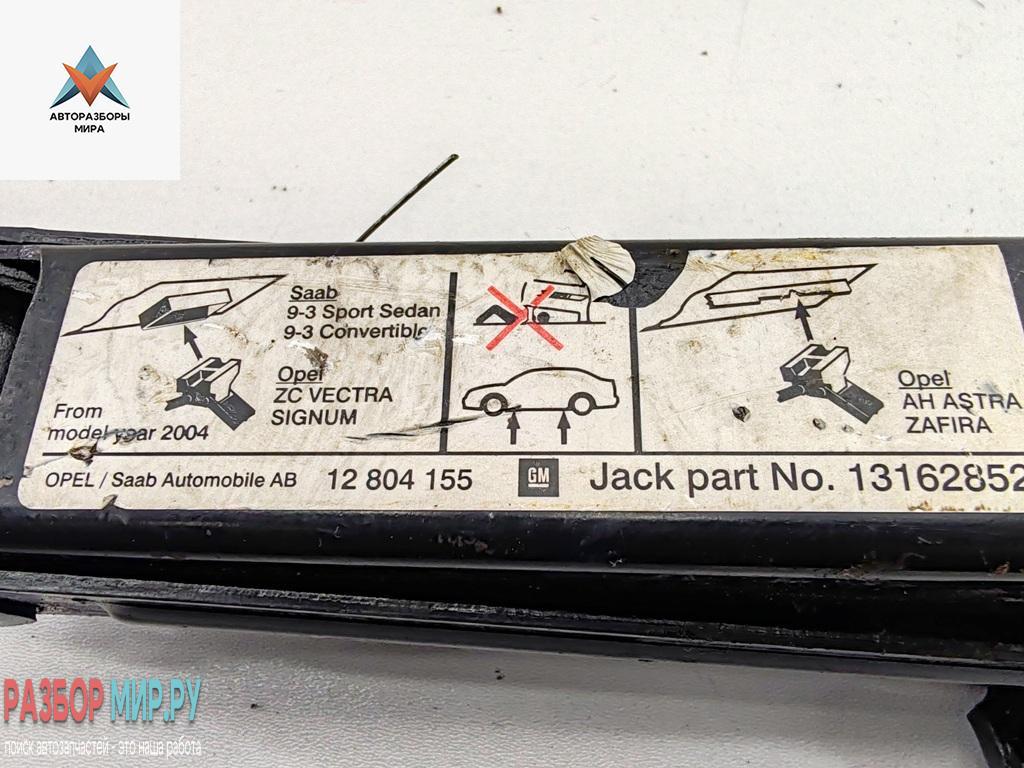 АВТОРАЗБОРЫ
МИРА
Saab
9-3 Sport Sedan
9-3 Convertible
Opel
ZC VECTRA
SIGNUM
From
model year 2004
Opel
AH ASTRA
ZAFIRA
OPEL / Saab Automobile AB 12 804 155 GM Jack part No. 13162852
РАЗБОР МИР.РУ
поиск автозапчастей - это наша работа